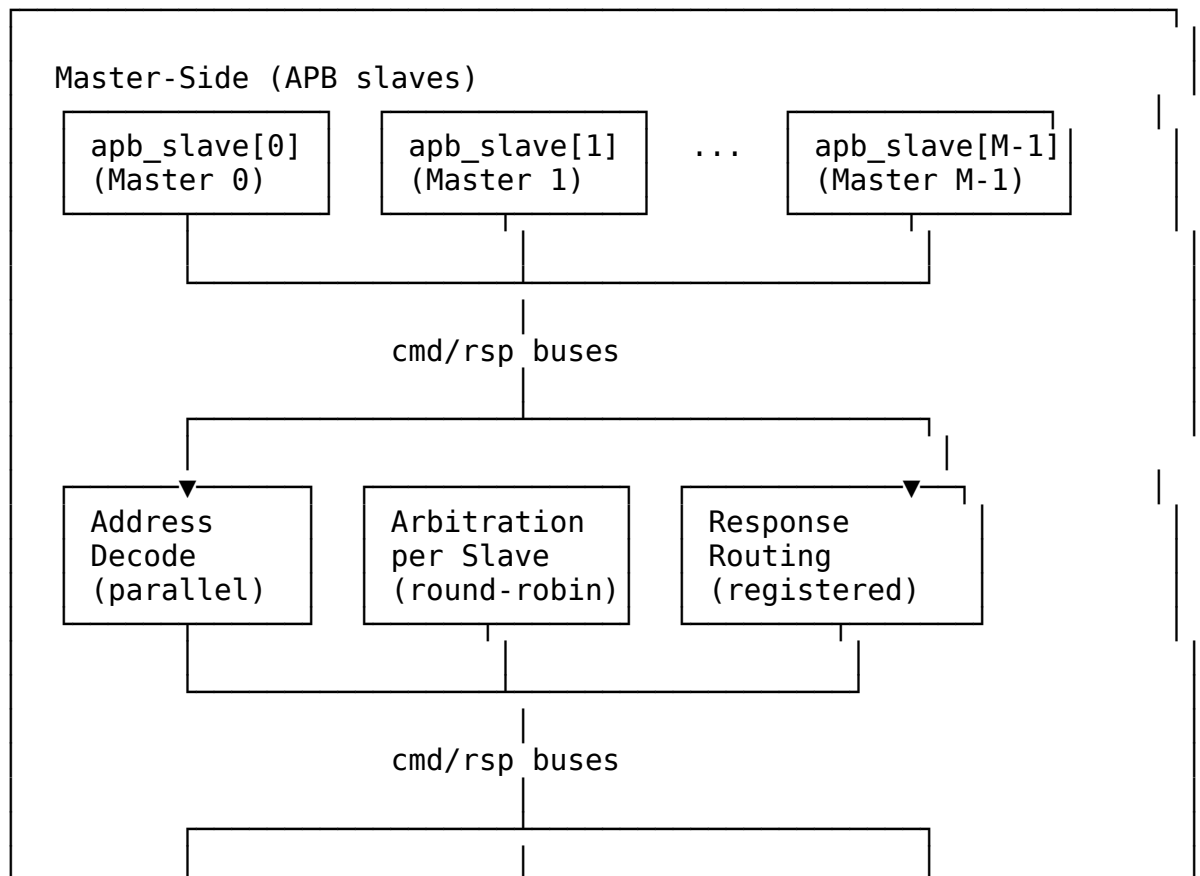 Master-Side (APB slaves)
apb_slave[0] apb_slave[1] ... apb_slave[M-1]
(Master 0) (Master 1) (Master M-1)
cmd/rsp buses
Address Arbitration Response
Decode per Slave Routing
(parallel) (round-robin) (registered)
cmd/rsp buses